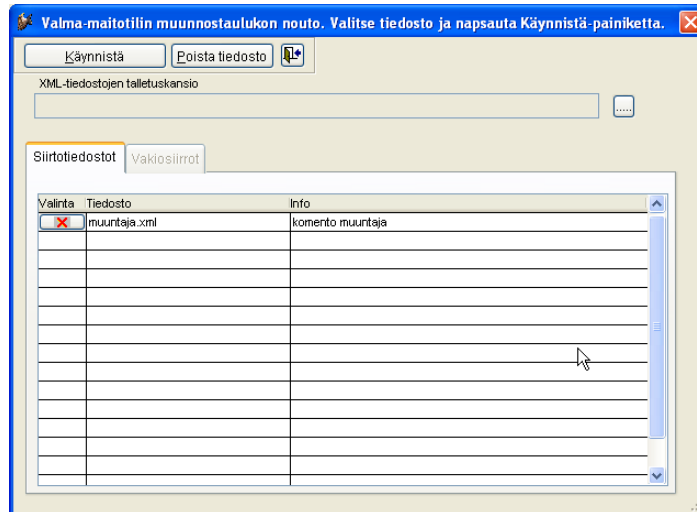 Valma-maitotilin muunnostaulukon nouto. Valitse tiedosto ja napsauta Käynnistä-painiketta.
Käynnistä Poista tiedosto
XML-tiedostojen talletuskansio
.....
Siirtotiedostot Vakiosiirrot
Valinta Tiedosto Info
muuntaja.xml komento muuntaja